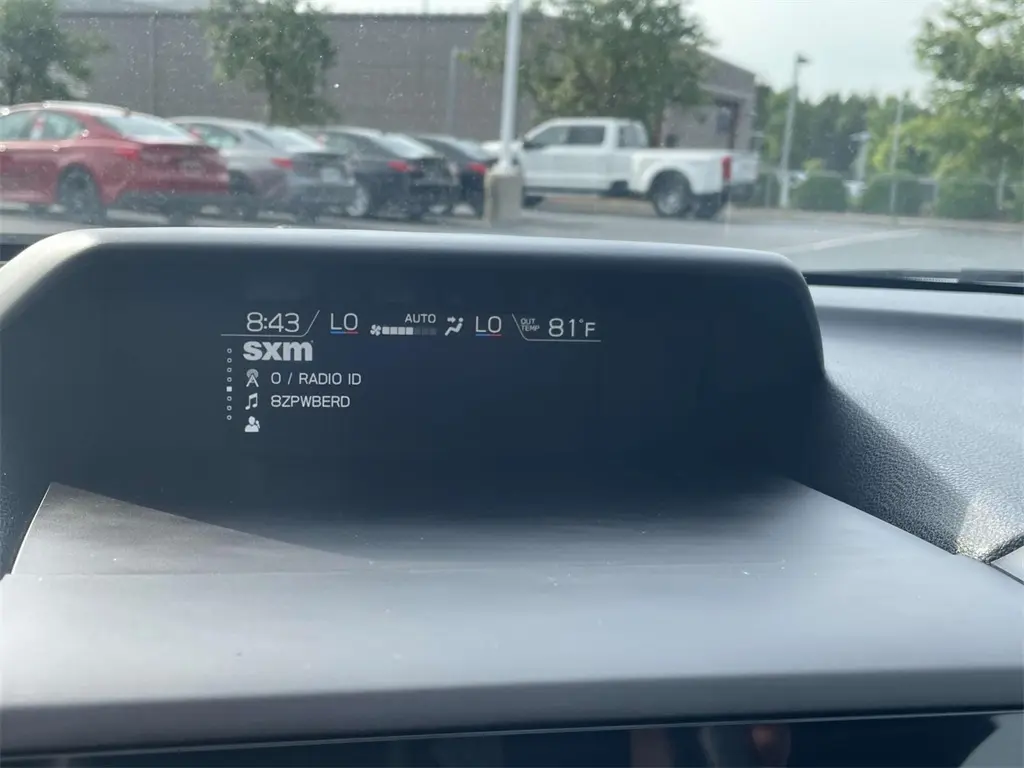 8:43 LO AUTO LO OUT TEMP 81°F
sxm
0 / RADIO ID
8ZPWBERD